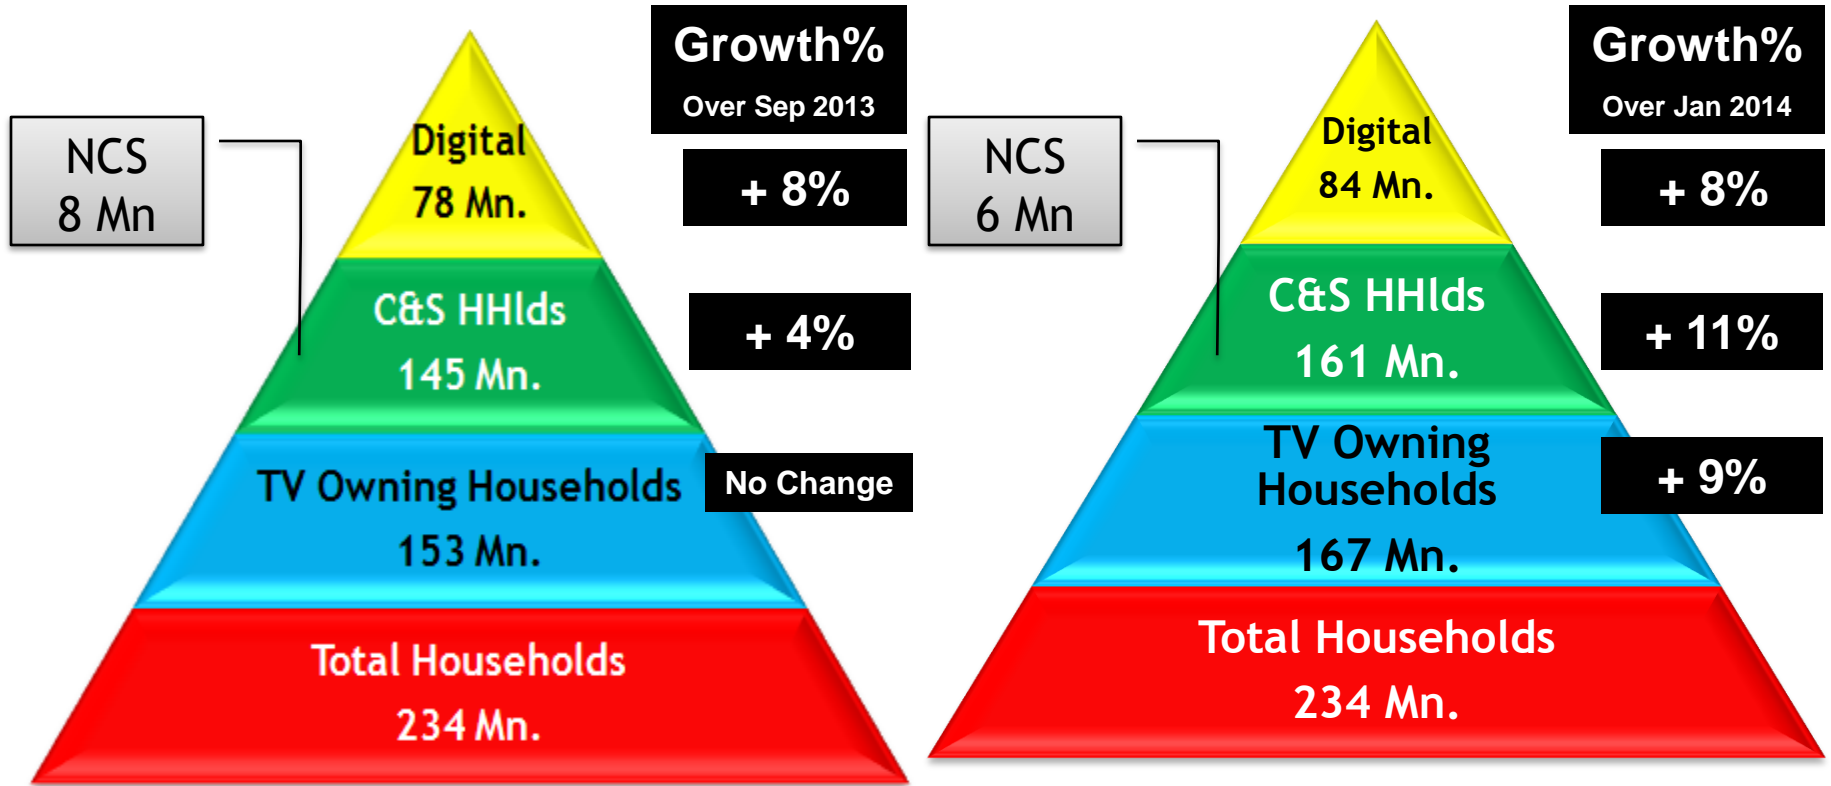 NCS
8 Mn
Digital
78 Mn.
C&S HHlds
145 Mn.
TV Owning Households
153 Mn.
Total Households
234 Mn.
Growth%
Over Sep 2013
+ 8%
+ 4%
No Change
NCS
6 Mn
Digital
84 Mn.
C&S HHlds
161 Mn.
TV Owning
Households
167 Mn.
Total Households
234 Mn.
Growth%
Over Jan 2014
+ 8%
+ 11%
+ 9%